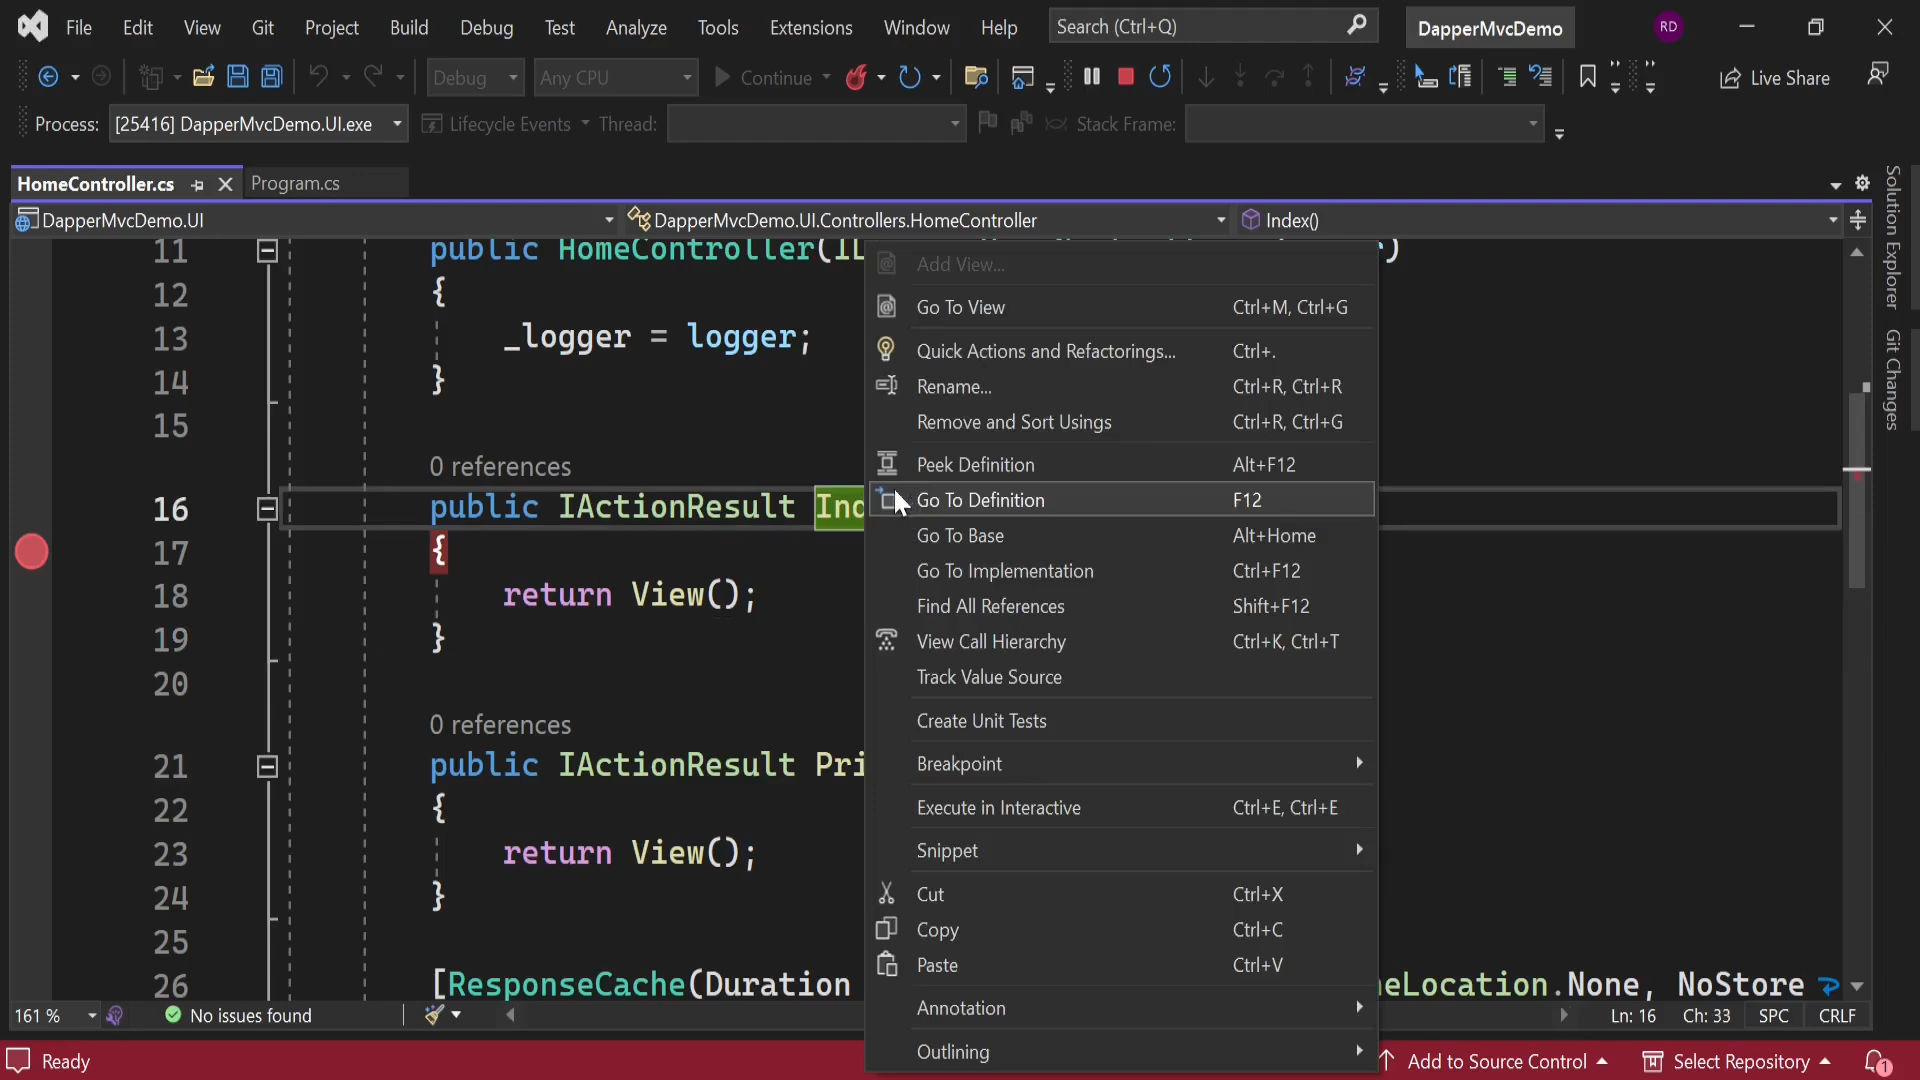 File Edit View Git Project Build Debug Test Analyze Tools Extensions Window Help Search (Ctrl+Q) DapperMvcDemo RD
Debug Any CPU Continue Live Share
Process: [25416] DapperMvcDemo.UI.exe Lifecycle Events Thread: Stack Frame:
HomeController.cs Program.cs
DapperMvcDemo.UI DapperMvcDemo.UI.Controllers.HomeController Index()
11 public HomeController(IL )
12 {
13 _logger = logger;
14 }
15
0 references
16 public IActionResult Ind
17 {
18 return View();
19 }
20
0 references
21 public IActionResult Pri
22 {
23 return View();
24 }
25
26 [ResponseCache(Duration eLocation.None, NoStore
Add View...
Go To View Ctrl+M, Ctrl+G
Quick Actions and Refactorings... Ctrl+.
Rename... Ctrl+R, Ctrl+R
Remove and Sort Usings Ctrl+R, Ctrl+G
Peek Definition Alt+F12
Go To Definition F12
Go To Base Alt+Home
Go To Implementation Ctrl+F12
Find All References Shift+F12
View Call Hierarchy Ctrl+K, Ctrl+T
Track Value Source
Create Unit Tests
Breakpoint
Execute in Interactive Ctrl+E, Ctrl+E
Snippet
Cut Ctrl+X
Copy Ctrl+C
Paste Ctrl+V
Annotation
Outlining
Solution Explorer
Git Changes
161 % No issues found Ln: 16 Ch: 33 SPC CRLF
Ready Add to Source Control Select Repository 1